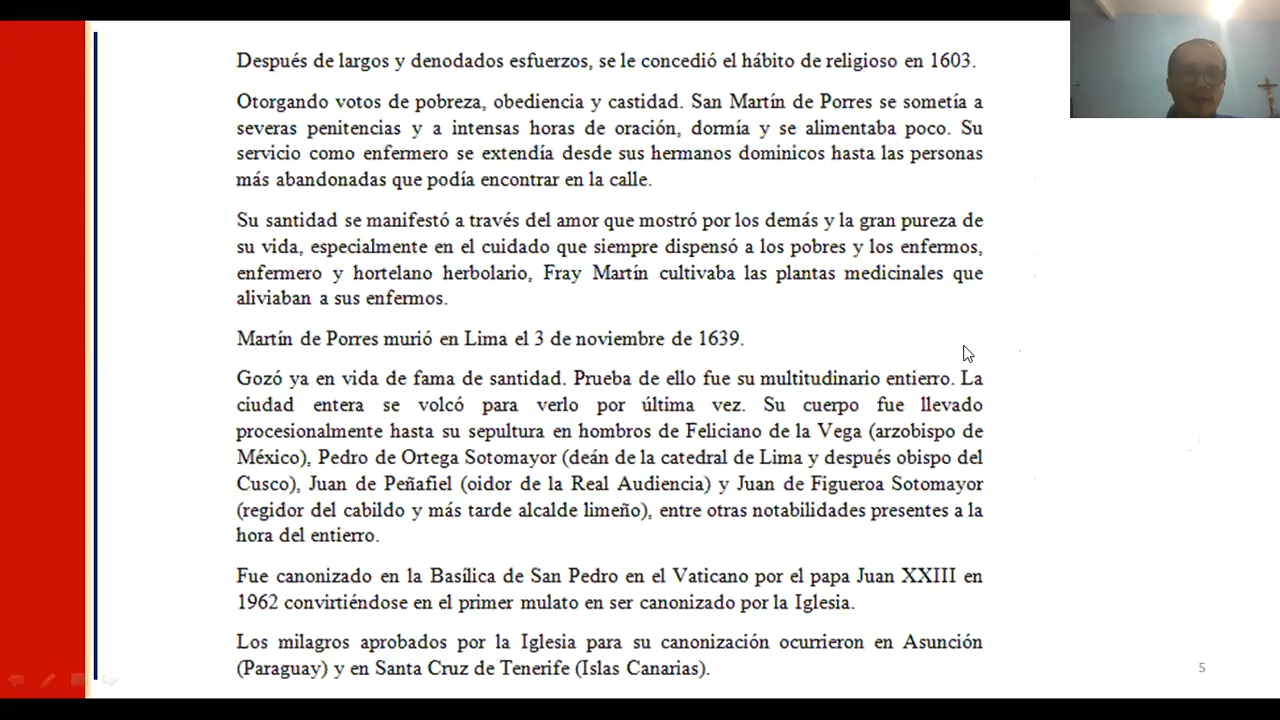 Después de largos y denodados esfuerzos, se le concedió el hábito de religioso en 1603.
Otorgando votos de pobreza, obediencia y castidad. San Martín de Porres se sometía a
severas penitencias y a intensas horas de oración, dormía y se alimentaba poco. Su
servicio como enfermero se extendía desde sus hermanos dominicos hasta las personas
más abandonadas que podía encontrar en la calle.
Su santidad se manifestó a través del amor que mostró por los demás y la gran pureza de
su vida, especialmente en el cuidado que siempre dispensó a los pobres y los enfermos,
enfermero y hortelano herbolario, Fray Martín cultivaba las plantas medicinales que
aliviaban a sus enfermos.
Martín de Porres murió en Lima el 3 de noviembre de 1639.
Gozó ya en vida de fama de santidad. Prueba de ello fue su multitudinario entierro. La
ciudad entera se volcó para verlo por última vez. Su cuerpo fue llevado
procesionalmente hasta su sepultura en hombros de Feliciano de la Vega (arzobispo de
México), Pedro de Ortega Sotomayor (deán de la catedral de Lima y después obispo del
Cusco), Juan de Peñafiel (oidor de la Real Audiencia) y Juan de Figueroa Sotomayor
(regidor del cabildo y más tarde alcalde limeño), entre otras notabilidades presentes a la
hora del entierro.
Fue canonizado en la Basílica de San Pedro en el Vaticano por el papa Juan XXIII en
1962 convirtiéndose en el primer mulato en ser canonizado por la Iglesia.
Los milagros aprobados por la Iglesia para su canonización ocurrieron en Asunción
(Paraguay) y en Santa Cruz de Tenerife (Islas Canarias).
5